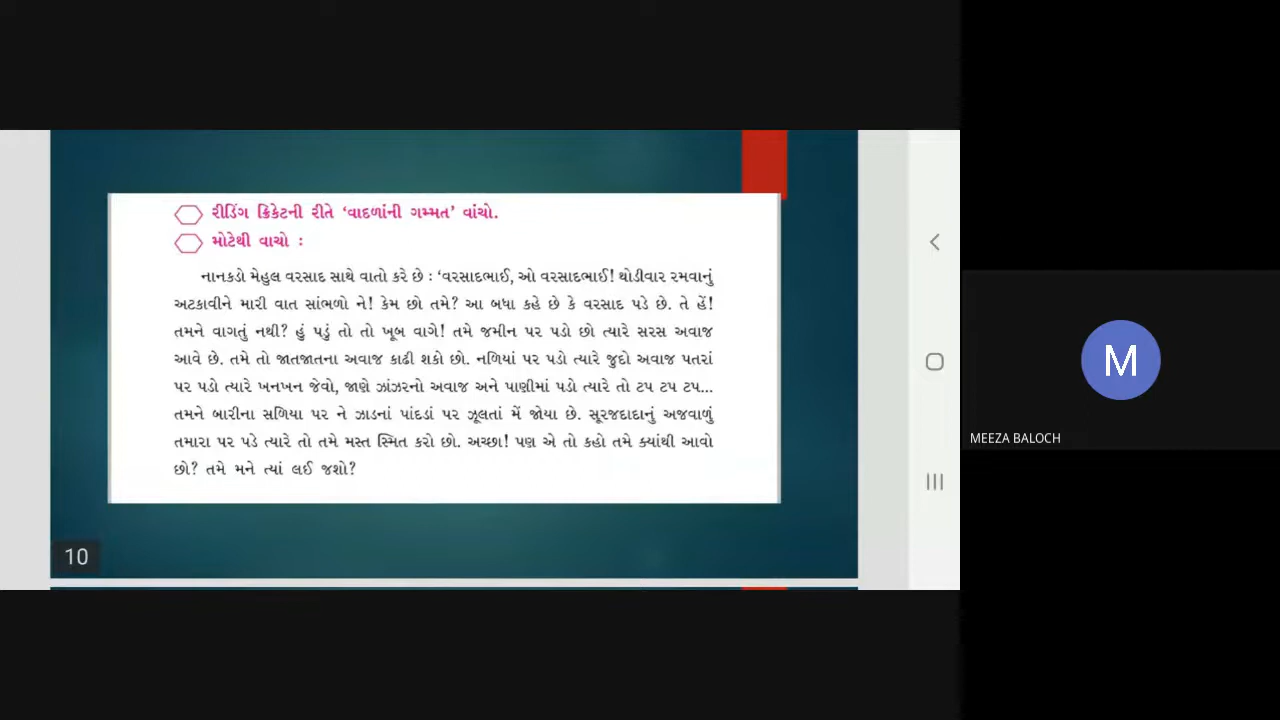 રીડિંગ ક્રિકેટની રીતે ‘વાદળાંની ગમ્મત’ વાંચો.
મોટેથી વાચો :
નાનકડો મેહુલ વરસાદ સાથે વાતો કરે છે : ‘વરસાદભાઈ, ઓ વરસાદભાઈ! થોડીવાર રમવાનું
અટકાવીને મારી વાત સાંભળો ને! કેમ છો તમે? આ બધા કહે છે કે વરસાદ પડે છે. તે હેં!
તમને વાગતું નથી? હું પડું તો તો ખૂબ વાગે! તમે જમીન પર પડો છો ત્યારે સરસ અવાજ
આવે છે. તમે તો જાતજાતના અવાજ કાઢી શકો છો. નળિયાં પર પડો ત્યારે જુદો અવાજ પતરાં
પર પડો ત્યારે ખનખન જેવો, જાણે ઝાંઝરનો અવાજ અને પાણીમાં પડો ત્યારે તો ટપ ટપ ટપ...
તમને બારીના સળિયા પર ને ઝાડનાં પાંદડાં પર ઝૂલતાં મેં જોયા છે. સૂરજદાદાનું અજવાળું
તમારા પર પડે ત્યારે તો તમે મસ્ત સ્મિત કરો છો. અચ્છા! પણ એ તો કહો તમે ક્યાંથી આવો
છો? તમે મને ત્યાં લઈ જશો?
10
M
MEEZA BALOCH